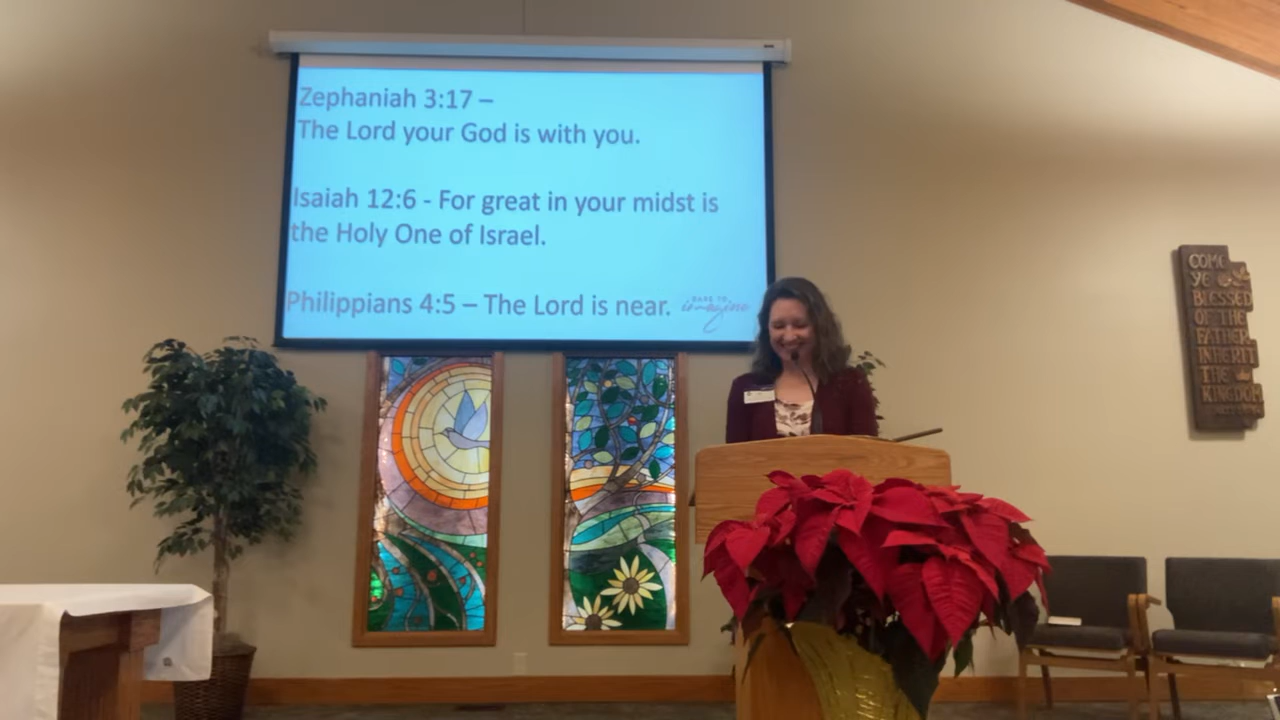 Zephaniah 3:17 –
The Lord your God is with you.
Isaiah 12:6 - For great in your midst is
the Holy One of Israel.
Philippians 4:5 – The Lord is near.
DARE TO
imagine
COME
YE
BLESSED
OF THE
FATHER
INHERIT
THE
KINGDOM